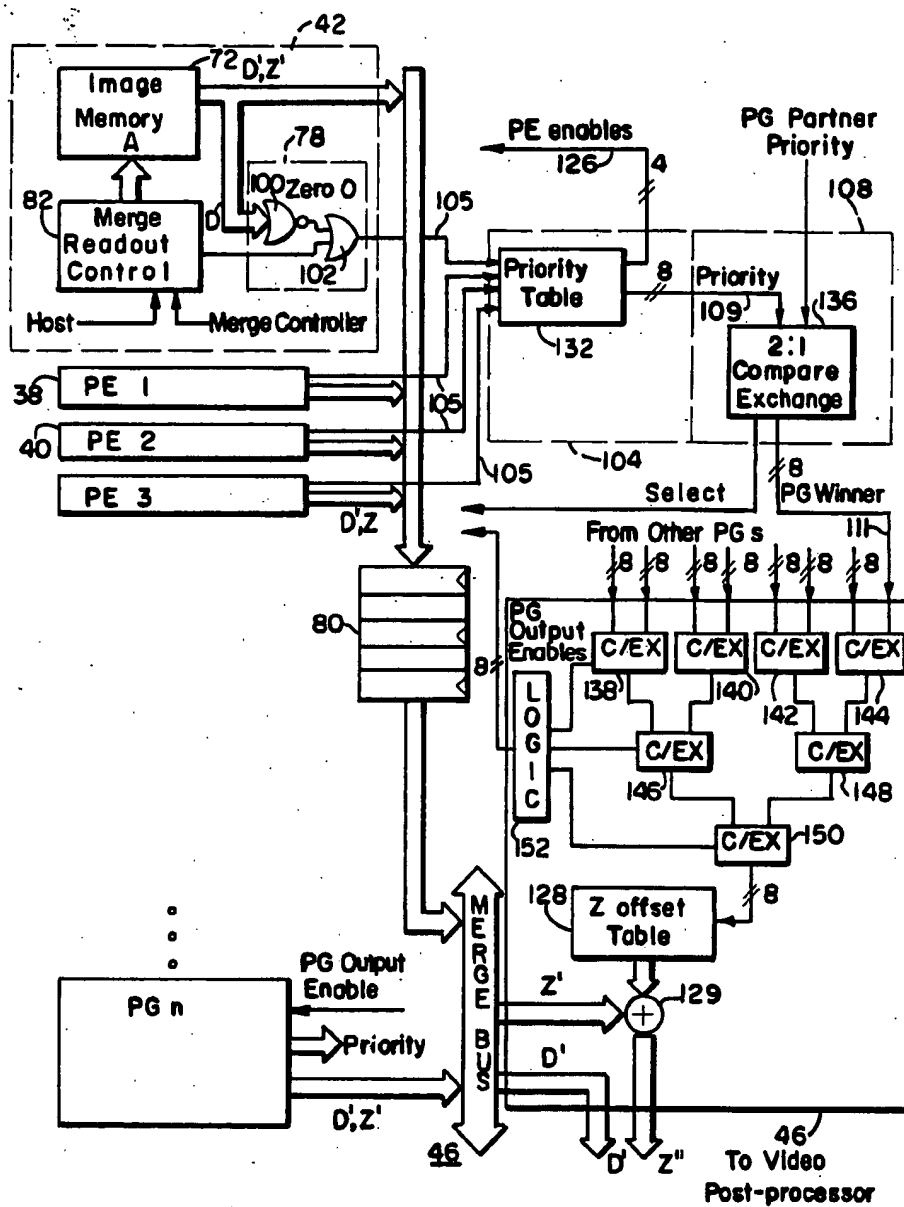 42
72
D',Z'
Image
Memory
A
78
100
Zero 0
D
82
Merge
Readout
Control
102
Host
Merge Controller
38
PE 1
40
PE 2
PE 3
D',Z
105
105
105
PE enables
126
4
PG Partner
Priority
108
Priority
Table
132
8
Priority
109
136
2:1
Compare
Exchange
104
8
Select
PG Winner
111
From Other PGs
8
8
8
8
8
8
8
80
8
PG
Output
Enables
C/EX
C/EX
C/EX
C/EX
138
140
142
144
LOGIC
152
C/EX
146
C/EX
148
C/EX
150
8
128
Z offset
Table
129
MERGE BUS
Z'
D'
PG Output
Enable
PG n
Priority
D',Z'
46
D'
Z"
46
To Video
Post-processor